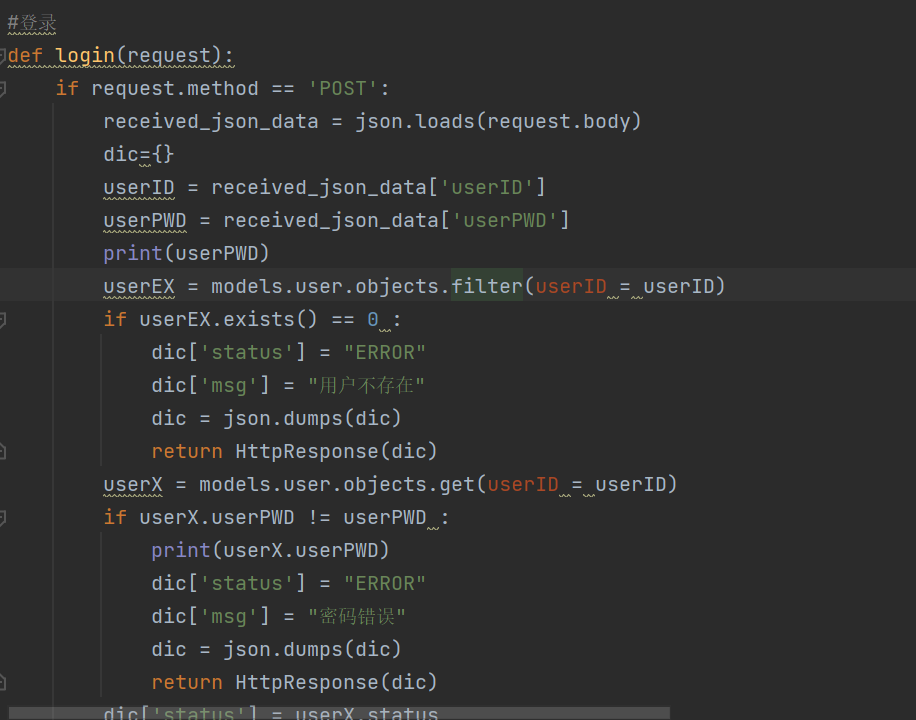 #登录
def login(request):
    if request.method == 'POST':
        received_json_data = json.loads(request.body)
        dic={}
        userID = received_json_data['userID']
        userPWD = received_json_data['userPWD']
        print(userPWD)
        userEX = models.user.objects.filter(userID = userID)
        if userEX.exists() == 0 :
            dic['status'] = "ERROR"
            dic['msg'] = "用户不存在"
            dic = json.dumps(dic)
            return HttpResponse(dic)
        userX = models.user.objects.get(userID = userID)
        if userX.userPWD != userPWD :
            print(userX.userPWD)
            dic['status'] = "ERROR"
            dic['msg'] = "密码错误"
            dic = json.dumps(dic)
            return HttpResponse(dic)
        dic['status'] = userX.status